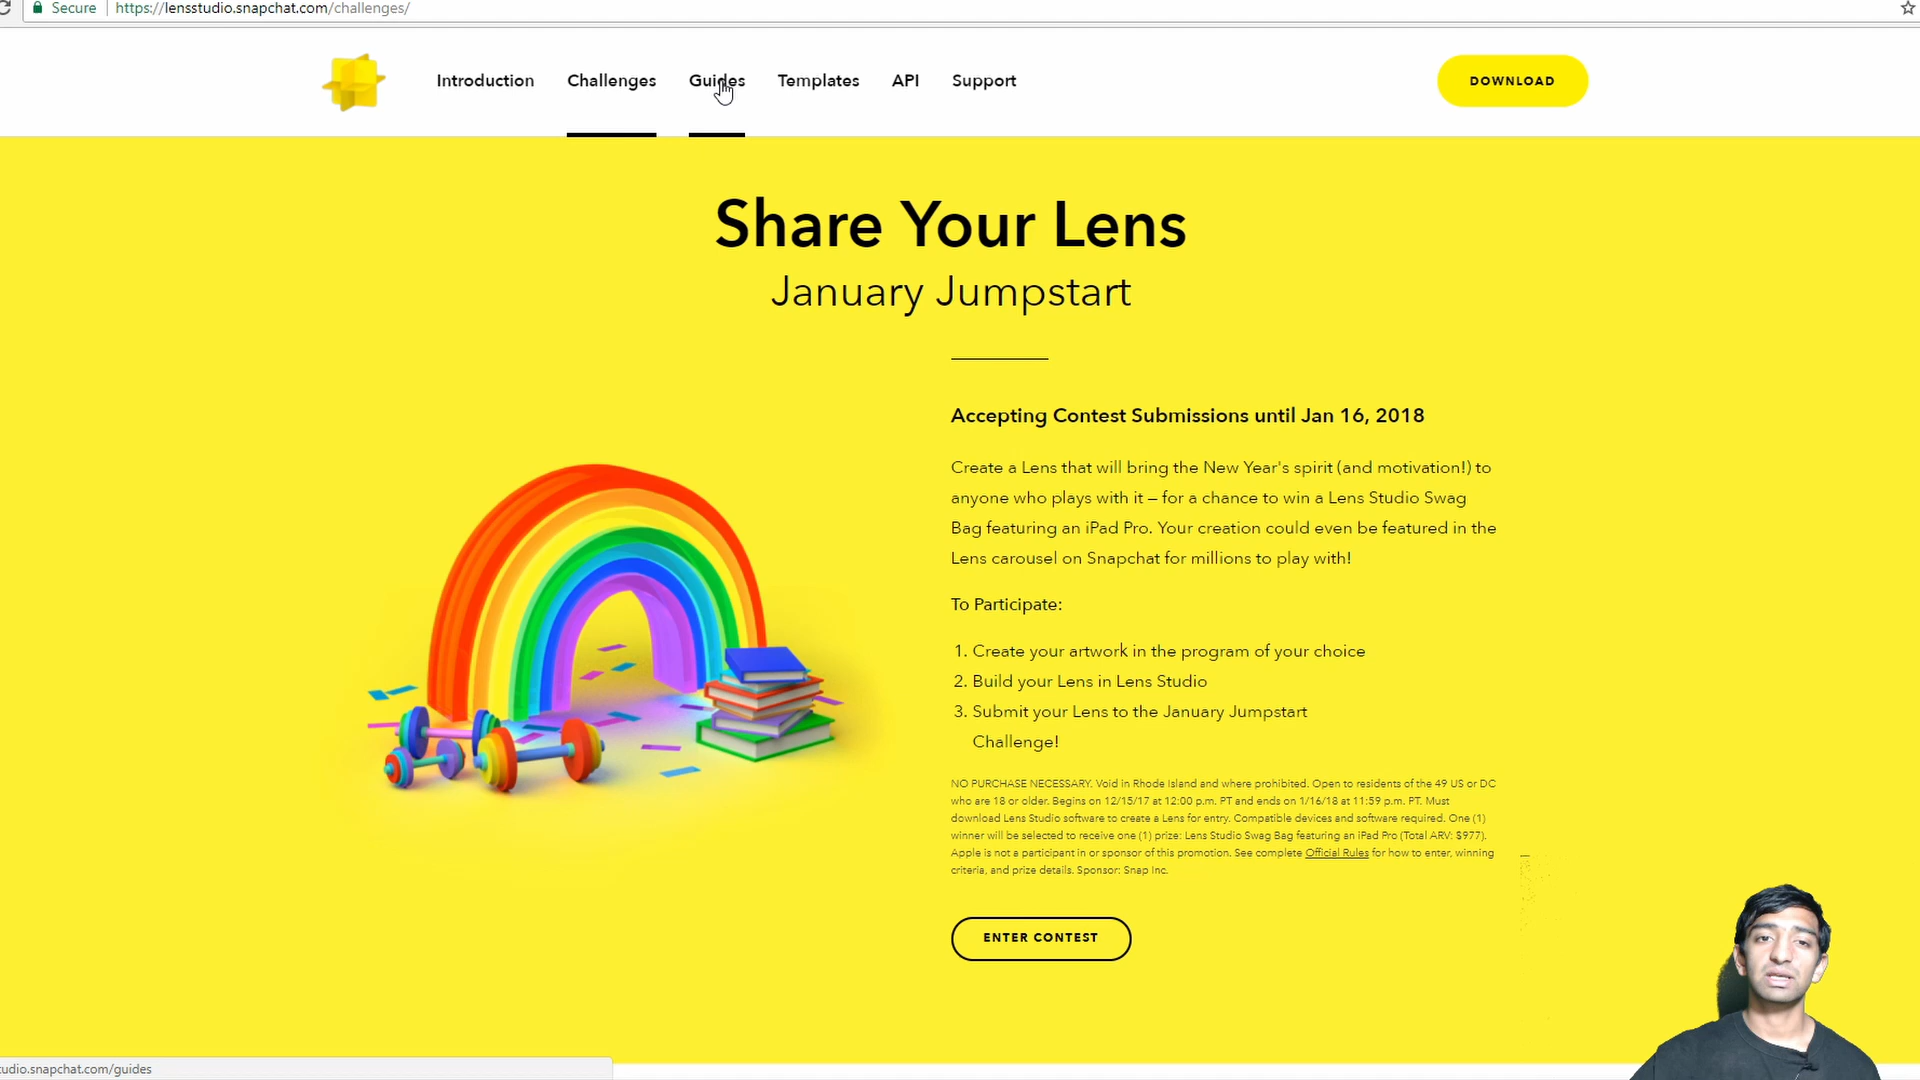 Secure https://lensstudio.snapchat.com/challenges/
Introduction Challenges Guides Templates API Support DOWNLOAD
Share Your Lens
January Jumpstart
Accepting Contest Submissions until Jan 16, 2018
Create a Lens that will bring the New Year's spirit (and motivation!) to
anyone who plays with it – for a chance to win a Lens Studio Swag
Bag featuring an iPad Pro. Your creation could even be featured in the
Lens carousel on Snapchat for millions to play with!
To Participate:
1. Create your artwork in the program of your choice
2. Build your Lens in Lens Studio
3. Submit your Lens to the January Jumpstart
Challenge!
NO PURCHASE NECESSARY. Void in Rhode Island and where prohibited. Open to residents of the 49 US or DC
who are 18 or older. Begins on 12/15/17 at 12:00 p.m. PT and ends on 1/16/18 at 11:59 p.m. PT. Must
download Lens Studio software to create a Lens for entry. Compatible devices and software required. One (1)
winner will be selected to receive one (1) prize: Lens Studio Swag Bag featuring an iPad Pro (Total ARV: $977).
Apple is not a participant in or sponsor of this promotion. See complete Official Rules for how to enter, winning
criteria, and prize details. Sponsor: Snap Inc.
ENTER CONTEST
tudio.snapchat.com/guides